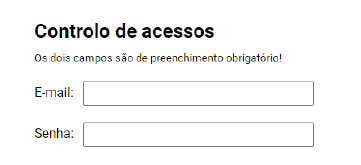 Controlo de acessos
Os dois campos são de preenchimento obrigatório!
E-mail:
Senha: